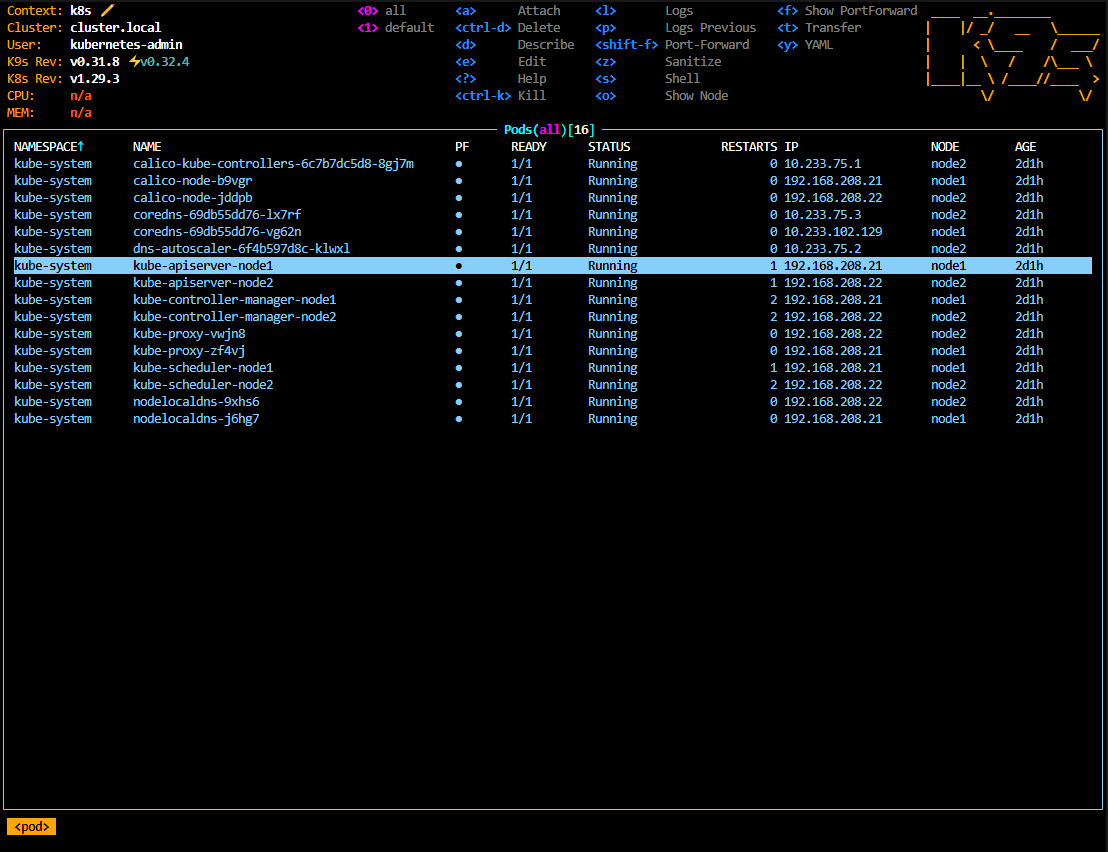 Context: k8s <0> all <a> Attach <l> Logs <f> Show PortForward
Cluster: cluster.local <1> default <ctrl-d> Delete <p> Logs Previous <t> Transfer
User: kubernetes-admin <d> Describe <shift-f> Port-Forward <y> YAML
K9s Rev: v0.31.8 ⚡v0.32.4 <e> Edit <z> Sanitize
K8s Rev: v1.29.3 <?> Help <s> Shell
CPU: n/a <ctrl-k> Kill <o> Show Node
MEM: n/a
Pods(all)[16]
NAMESPACE↑ NAME PF READY STATUS RESTARTS IP NODE AGE
kube-system calico-kube-controllers-6c7b7dc5d8-8gj7m ● 1/1 Running 0 10.233.75.1 node2 2d1h
kube-system calico-node-b9vgr ● 1/1 Running 0 192.168.208.21 node1 2d1h
kube-system calico-node-jddpb ● 1/1 Running 0 192.168.208.22 node2 2d1h
kube-system coredns-69db55dd76-lx7rf ● 1/1 Running 0 10.233.75.3 node2 2d1h
kube-system coredns-69db55dd76-vg62n ● 1/1 Running 0 10.233.102.129 node1 2d1h
kube-system dns-autoscaler-6f4b597d8c-klwxl ● 1/1 Running 0 10.233.75.2 node2 2d1h
kube-system kube-apiserver-node1 ● 1/1 Running 1 192.168.208.21 node1 2d1h
kube-system kube-apiserver-node2 ● 1/1 Running 1 192.168.208.22 node2 2d1h
kube-system kube-controller-manager-node1 ● 1/1 Running 2 192.168.208.21 node1 2d1h
kube-system kube-controller-manager-node2 ● 1/1 Running 2 192.168.208.22 node2 2d1h
kube-system kube-proxy-vwjn8 ● 1/1 Running 0 192.168.208.22 node2 2d1h
kube-system kube-proxy-zf4vj ● 1/1 Running 0 192.168.208.21 node1 2d1h
kube-system kube-scheduler-node1 ● 1/1 Running 1 192.168.208.21 node1 2d1h
kube-system kube-scheduler-node2 ● 1/1 Running 2 192.168.208.22 node2 2d1h
kube-system nodelocaldns-9xhs6 ● 1/1 Running 0 192.168.208.22 node2 2d1h
kube-system nodelocaldns-j6hg7 ● 1/1 Running 0 192.168.208.21 node1 2d1h
<pod>